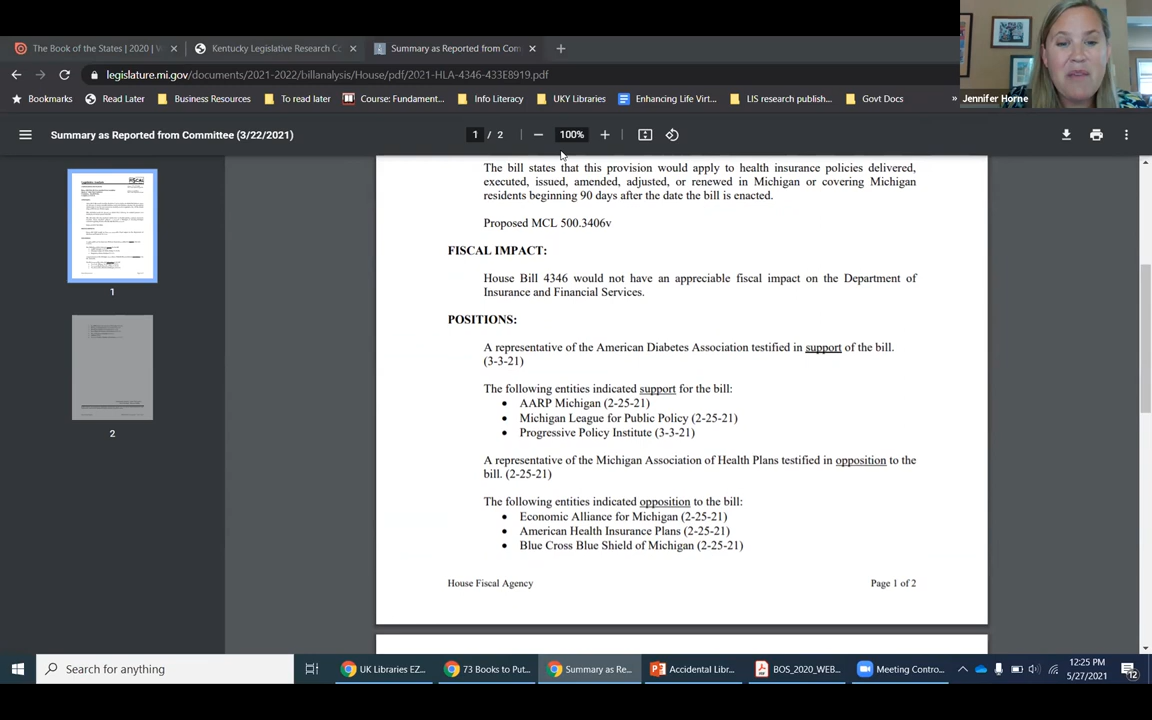 The Book of the States | 2020 |
Kentucky Legislative Research Co
Summary as Reported from Com
legislature.mi.gov/documents/2021-2022/billanalysis/House/pdf/2021-HLA-4346-433E8919.pdf
Bookmarks
Read Later
Business Resources
To read later
Course: Fundament...
Info Literacy
UKY Libraries
Enhancing Life Virt...
LIS research publish...
Govt Docs
»
Jennifer Horne
Summary as Reported from Committee (3/22/2021)
1 / 2
100%
The bill states that this provision would apply to health insurance policies delivered,
executed, issued, amended, adjusted, or renewed in Michigan or covering Michigan
residents beginning 90 days after the date the bill is enacted.
Proposed MCL 500.3406v
FISCAL IMPACT:
House Bill 4346 would not have an appreciable fiscal impact on the Department of
Insurance and Financial Services.
POSITIONS:
A representative of the American Diabetes Association testified in support of the bill.
(3-3-21)
The following entities indicated support for the bill:
• AARP Michigan (2-25-21)
• Michigan League for Public Policy (2-25-21)
• Progressive Policy Institute (3-3-21)
A representative of the Michigan Association of Health Plans testified in opposition to the
bill. (2-25-21)
The following entities indicated opposition to the bill:
• Economic Alliance for Michigan (2-25-21)
• American Health Insurance Plans (2-25-21)
• Blue Cross Blue Shield of Michigan (2-25-21)
House Fiscal Agency
Page 1 of 2
1
2
Search for anything
UK Libraries EZ...
73 Books to Put...
Summary as Re...
Accidental Libr...
BOS_2020_WEB...
Meeting Contro...
12:25 PM
5/27/2021
12